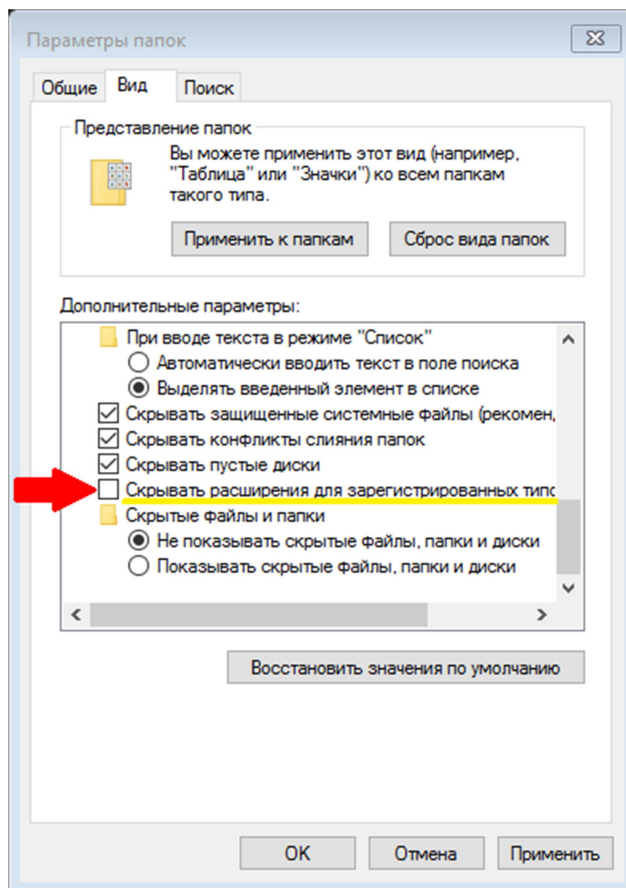 Параметры папок
Общие Вид Поиск
Представление папок
Вы можете применить этот вид (например,
"Таблица" или "Значки") ко всем папкам
такого типа.
Применить к папкам Сброс вида папок
Дополнительные параметры:
При вводе текста в режиме "Список"
Автоматически вводить текст в поле поиска
Выделять введенный элемент в списке
Скрывать защищенные системные файлы (рекомен,
Скрывать конфликты слияния папок
Скрывать пустые диски
Скрывать расширения для зарегистрированных типо
Скрытые файлы и папки
Не показывать скрытые файлы, папки и диски
Показывать скрытые файлы, папки и диски
Восстановить значения по умолчанию
OK Отмена Применить